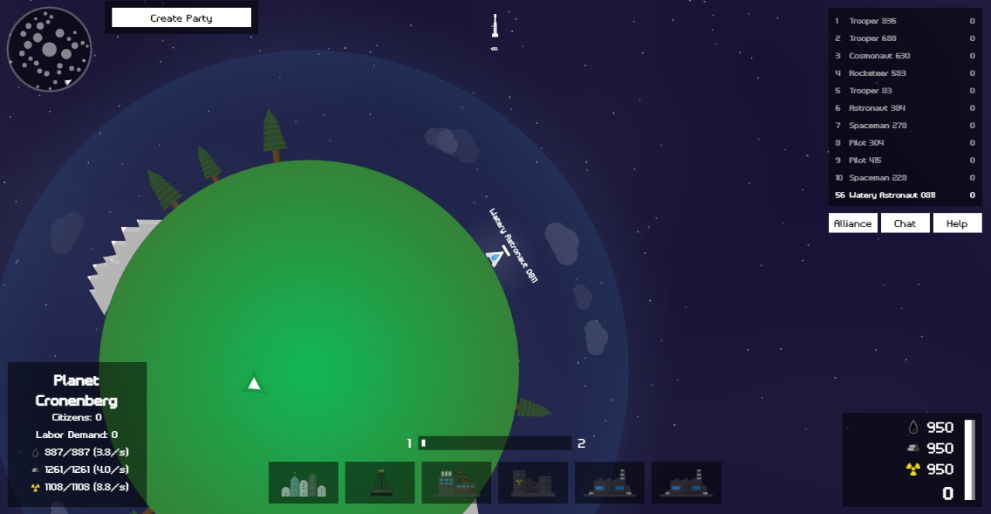 Create Party
1 Trooper 835 0
2 Trooper 688 0
3 Cosmonaut 630 0
4 Rocketeer 583 0
5 Trooper 83 0
6 Astronaut 384 0
7 Spaceman 278 0
8 Pilot 304 0
9 Pilot 415 0
10 Spaceman 228 0
56 Watery Astronaut 0811 0
Alliance Chat Help
Watery Astronaut 0811
Planet
Cronenberg
Citizens: 0
Labor Demand: 0
887/887 (3.8/s)
1261/1261 (4.0/s)
1108/1108 (8.8/s)
1 2
950
950
950
0